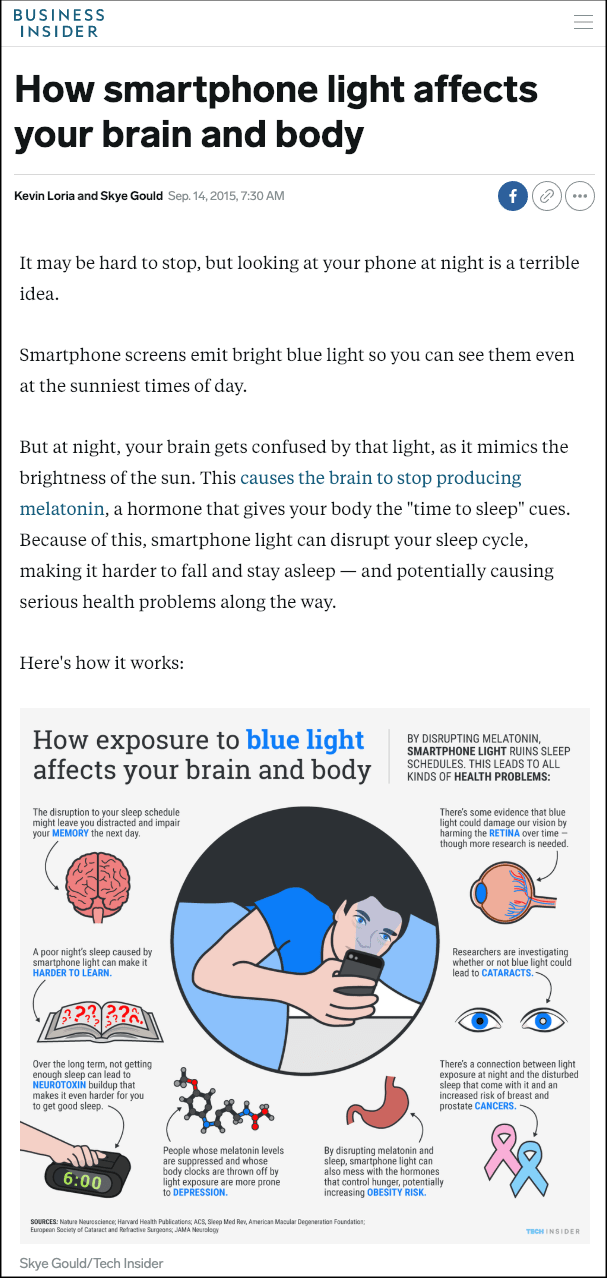 BUSINESS
INSIDER
How smartphone light affects
your brain and body
Kevin Loria and Skye Gould Sep. 14, 2015, 7:30 AM
It may be hard to stop, but looking at your phone at night is a terrible
idea.
Smartphone screens emit bright blue light so you can see them even
at the sunniest times of day.
But at night, your brain gets confused by that light, as it mimics the
brightness of the sun. This causes the brain to stop producing
melatonin, a hormone that gives your body the "time to sleep" cues.
Because of this, smartphone light can disrupt your sleep cycle,
making it harder to fall and stay asleep — and potentially causing
serious health problems along the way.
Here's how it works:
How exposure to blue light
affects your brain and body
BY DISRUPTING MELATONIN,
SMARTPHONE LIGHT RUINS SLEEP
SCHEDULES. THIS LEADS TO ALL
KINDS OF HEALTH PROBLEMS:
The disruption to your sleep schedule
might leave you distracted and impair
your MEMORY the next day.
There's some evidence that blue
light could damage our vision by
harming the RETINA over time —
though more research is needed.
A poor night's sleep caused by
smartphone light can make it
HARDER TO LEARN.
Researchers are investigating
whether or not blue light could
lead to CATARACTS.
? ? ? ? ? ?
Over the long term, not getting
enough sleep can lead to
NEUROTOXIN buildup that
makes it even harder for you
to get good sleep.
There's a connection between light
exposure at night and the disturbed
sleep that come with it and an
increased risk of breast and
prostate CANCERS.
6:00
People whose melatonin levels
are suppressed and whose
body clocks are thrown off by
light exposure are more prone
to DEPRESSION.
By disrupting melatonin and
sleep, smartphone light can
also mess with the hormones
that control hunger, potentially
increasing OBESITY RISK.
SOURCES: Nature Neuroscience; Harvard Health Publications; ACS, Sleep Med Rev, American Macular Degeneration Foundation;
European Society of Cataract and Refractive Surgeons; JAMA Neurology
TECH INSIDER
Skye Gould/Tech Insider